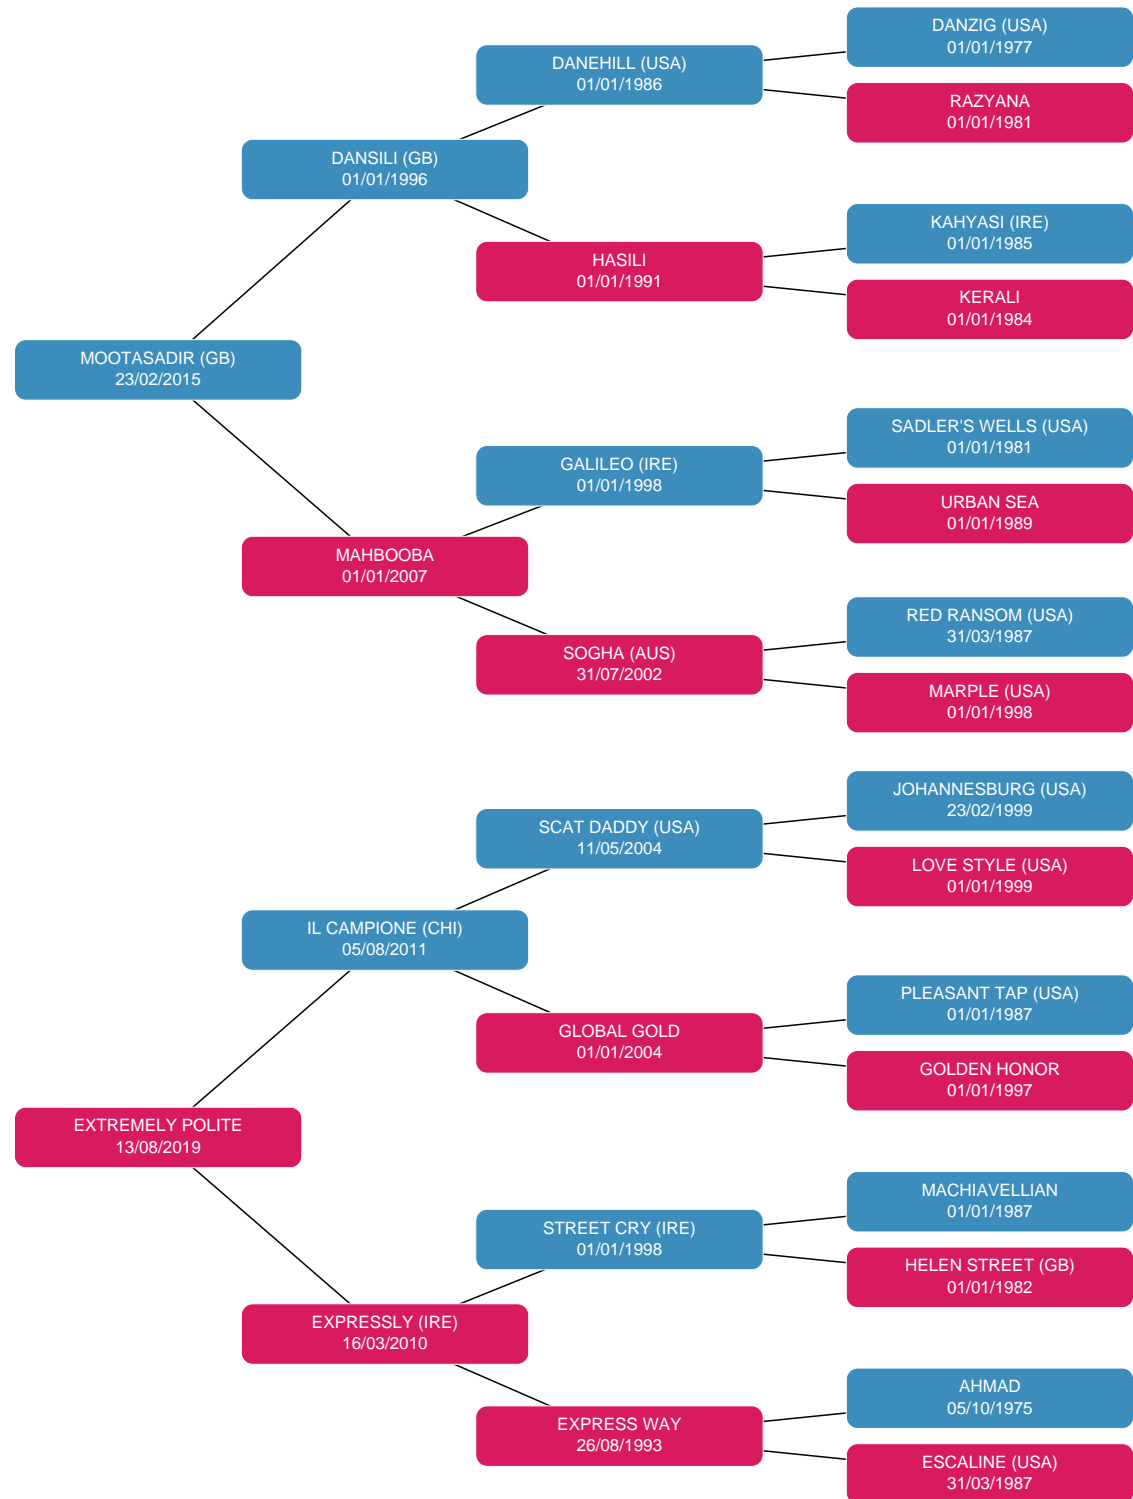 DANZIG (USA)
01/01/1977
DANEHILL (USA)
01/01/1986
RAZYANA
01/01/1981
DANSILI (GB)
01/01/1996
KAHYASI (IRE)
01/01/1985
HASILI
01/01/1991
KERALI
01/01/1984
MOOTASADIR (GB)
23/02/2015
SADLER'S WELLS (USA)
01/01/1981
GALILEO (IRE)
01/01/1998
URBAN SEA
01/01/1989
MAHBOOBA
01/01/2007
RED RANSOM (USA)
31/03/1987
SOGHA (AUS)
31/07/2002
MARPLE (USA)
01/01/1998
JOHANNESBURG (USA)
23/02/1999
SCAT DADDY (USA)
11/05/2004
LOVE STYLE (USA)
01/01/1999
IL CAMPIONE (CHI)
05/08/2011
PLEASANT TAP (USA)
01/01/1987
GLOBAL GOLD
01/01/2004
GOLDEN HONOR
01/01/1997
EXTREMELY POLITE
13/08/2019
MACHIAVELLIAN
01/01/1987
STREET CRY (IRE)
01/01/1998
HELEN STREET (GB)
01/01/1982
EXPRESSLY (IRE)
16/03/2010
AHMAD
05/10/1975
EXPRESS WAY
26/08/1993
ESCALINE (USA)
31/03/1987